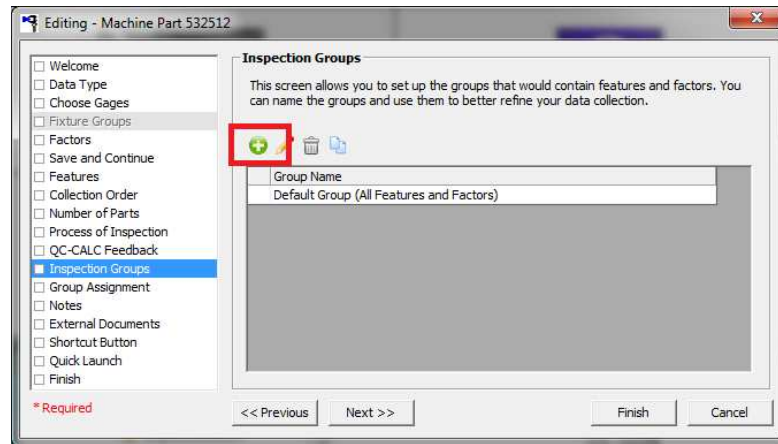 Editing - Machine Part 532512
Welcome
Data Type
Choose Gages
Fixture Groups
Factors
Save and Continue
Features
Collection Order
Number of Parts
Process of Inspection
QC-CALC Feedback
Inspection Groups
Group Assignment
Notes
External Documents
Shortcut Button
Quick Launch
Finish
* Required
Inspection Groups
This screen allows you to set up the groups that would contain features and factors. You
can name the groups and use them to better refine your data collection.
Group Name
Default Group (All Features and Factors)
<< Previous
Next >>
Finish
Cancel